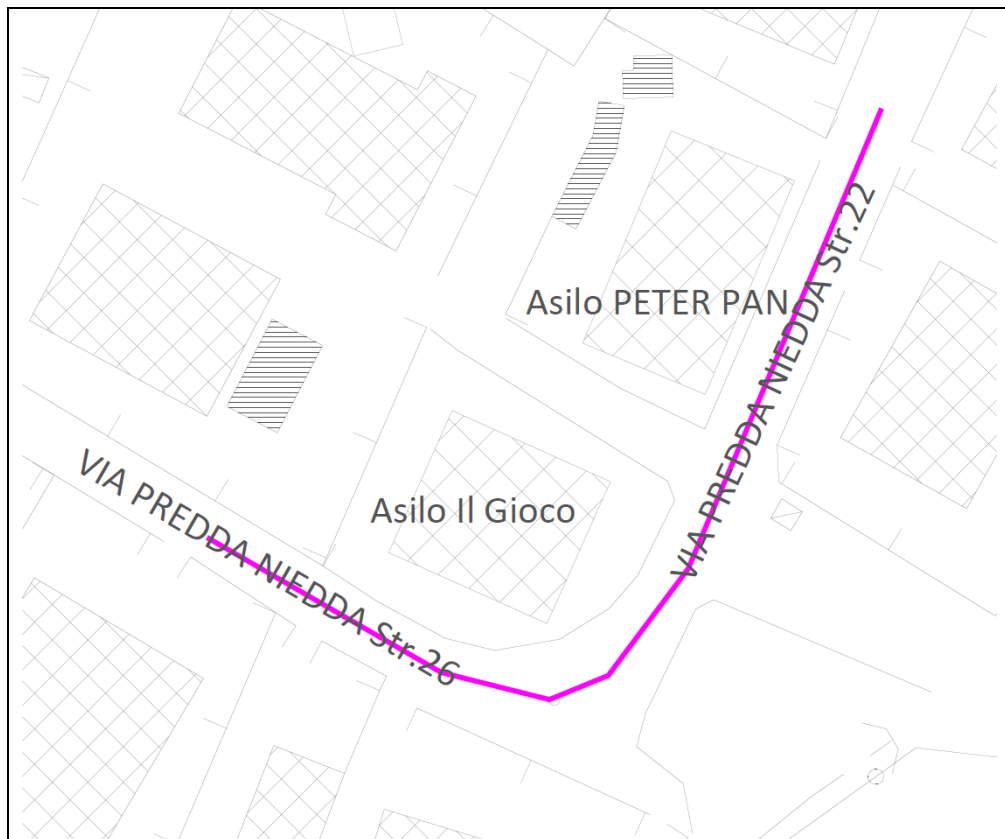 Asilo PETER PAN
VIA PREDDA NIEDDA Str.22
Asilo Il Gioco
VIA PREDDA NIEDDA Str.26